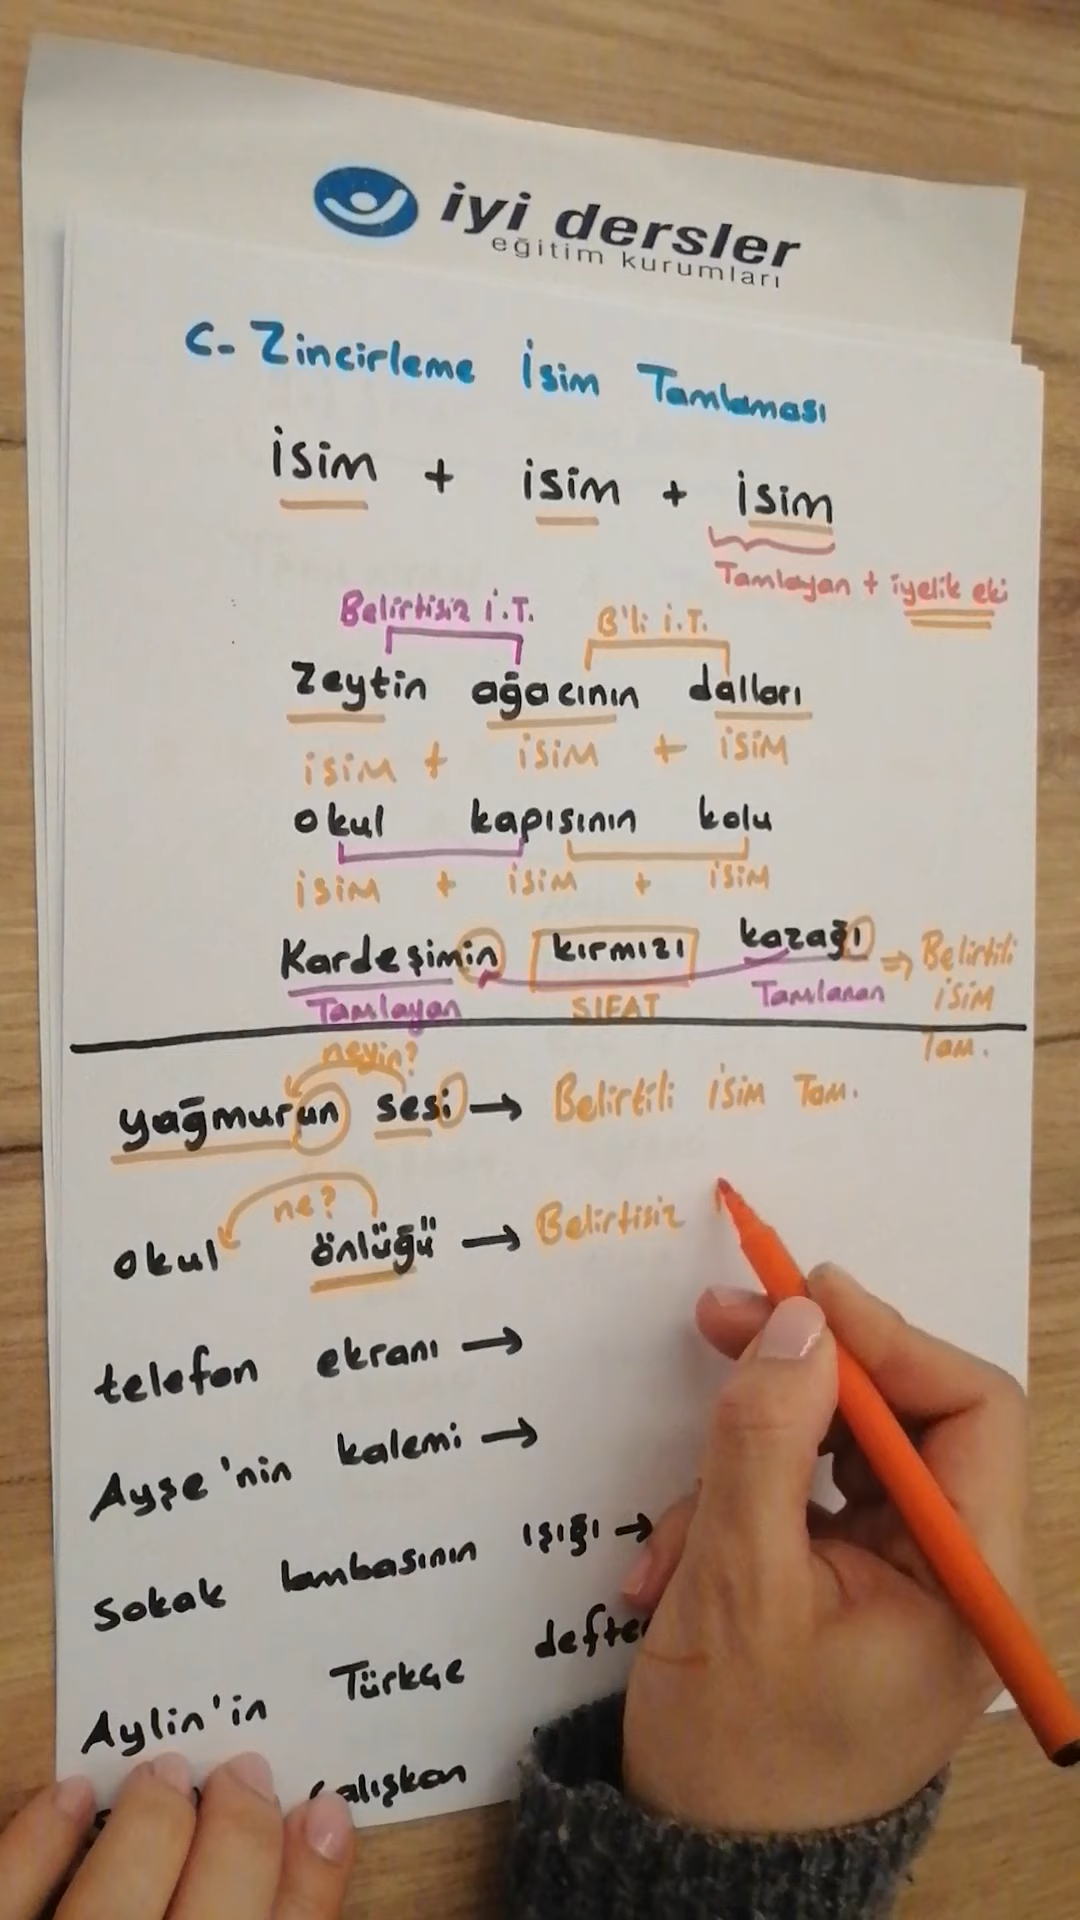 iyi dersler
eğitim kurumları
C- Zincirleme İsim Tamlaması
İsim + isim + isim
Tamlayan + iyelik eki
Belirtisiz i.T. B'li i.T.
Zeytin ağacının dalları
isim + isim + isim
Okul kapısının kolu
isim + isim + isim
Kardeşimin kırmızı kazağı ⇒ Belirtili
Tamlayan SIFAT Tamlanan isim
Tam.
neyin?
yağmurun sesi → Belirtili İsim Tam.
ne?
okul önlüğü → Belirtisiz
telefon ekranı →
Ayşe'nin kalemi →
Sokak lambasının ışığı →
Aylin'in Türkçe
Çalışkan